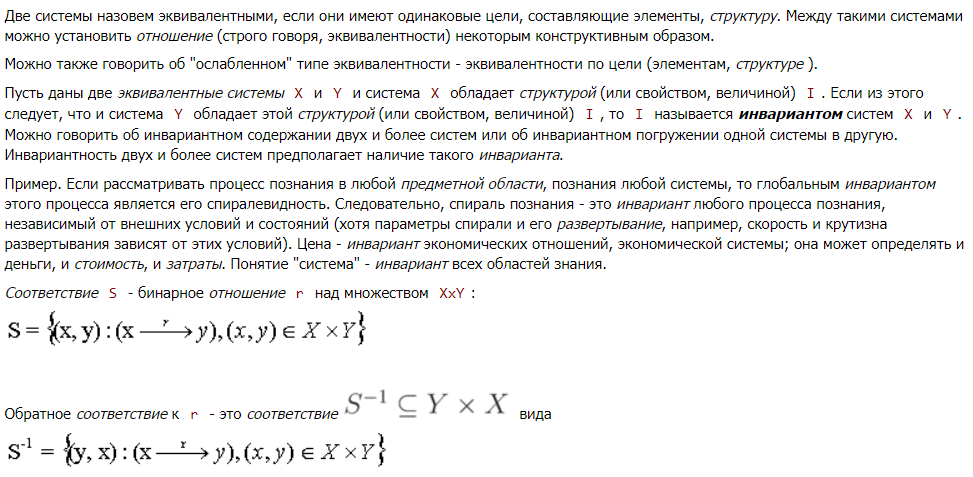 Две системы назовем эквивалентными, если они имеют одинаковые цели, составляющие элементы, структуру. Между такими системами
можно установить отношение (строго говоря, эквивалентности) некоторым конструктивным образом.
Можно также говорить об "ослабленном" типе эквивалентности - эквивалентности по цели (элементам, структуре ).
Пусть даны две эквивалентные системы X и Y и система X обладает структурой (или свойством, величиной) I . Если из этого
следует, что и система Y обладает этой структурой (или свойством, величиной) I , то I называется инвариантом систем X и Y .
Можно говорить об инвариантном содержании двух и более систем или об инвариантном погружении одной системы в другую.
Инвариантность двух и более систем предполагает наличие такого инварианта.
Пример. Если рассматривать процесс познания в любой предметной области, познания любой системы, то глобальным инвариантом
этого процесса является его спиралевидность. Следовательно, спираль познания - это инвариант любого процесса познания,
независимый от внешних условий и состояний (хотя параметры спирали и его развертывание, например, скорость и крутизна
развертывания зависят от этих условий). Цена - инвариант экономических отношений, экономической системы; она может определять и
деньги, и стоимость, и затраты. Понятие "система" - инвариант всех областей знания.
Соответствие S - бинарное отношение r над множеством XxY :
S = {(x, y) : (x —r→ y), (x, y) ∈ X × Y}
Обратное соответствие к r - это соответствие S⁻¹ ⊆ Y × X вида
S⁻¹ = {(y, x) : (x —r→ y), (x, y) ∈ X × Y}